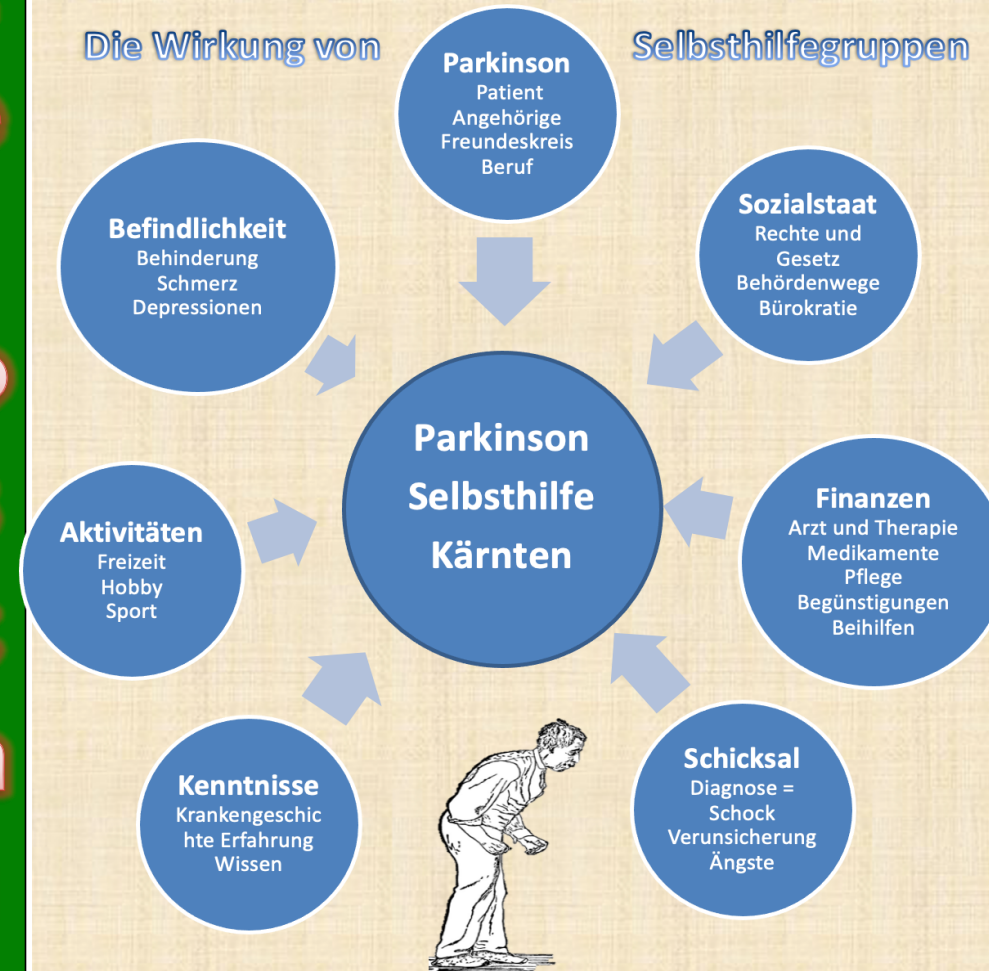 Die Wirkung von Selbsthilfegruppen
Parkinson
Patient
Angehörige
Freundeskreis
Beruf
Sozialstaat
Rechte und
Gesetz
Behördenwege
Bürokratie
Befindlichkeit
Behinderung
Schmerz
Depressionen
Parkinson
Selbsthilfe
Kärnten
Finanzen
Arzt und Therapie
Medikamente
Pflege
Begünstigungen
Beihilfen
Aktivitäten
Freizeit
Hobby
Sport
Schicksal
Diagnose =
Schock
Verunsicherung
Ängste
Kenntnisse
Krankengeschic
hte Erfahrung
Wissen